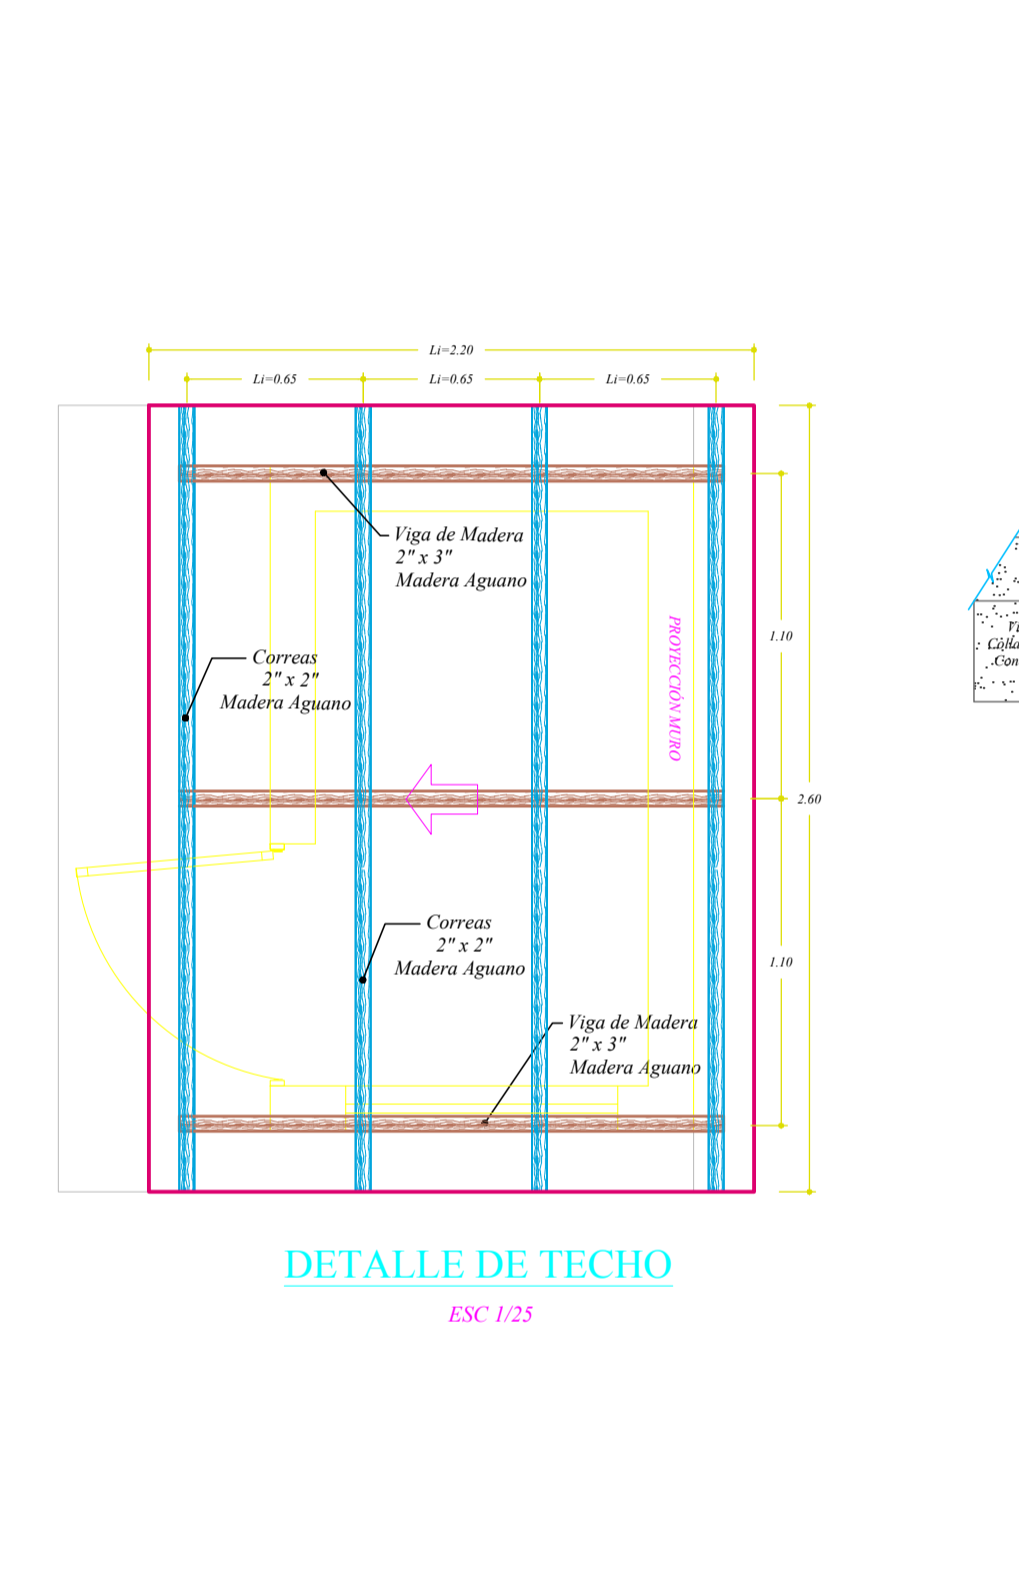 Li=2.20
Li=0.65
Li=0.65
Li=0.65
Viga de Madera
2" x 3"
Madera Aguano
Correas
2" x 2"
Madera Aguano
PROYECCIÓN MURO
1.10
2.60
1.10
Correas
2" x 2"
Madera Aguano
Viga de Madera
2" x 3"
Madera Aguano
DETALLE DE TECHO
ESC 1/25